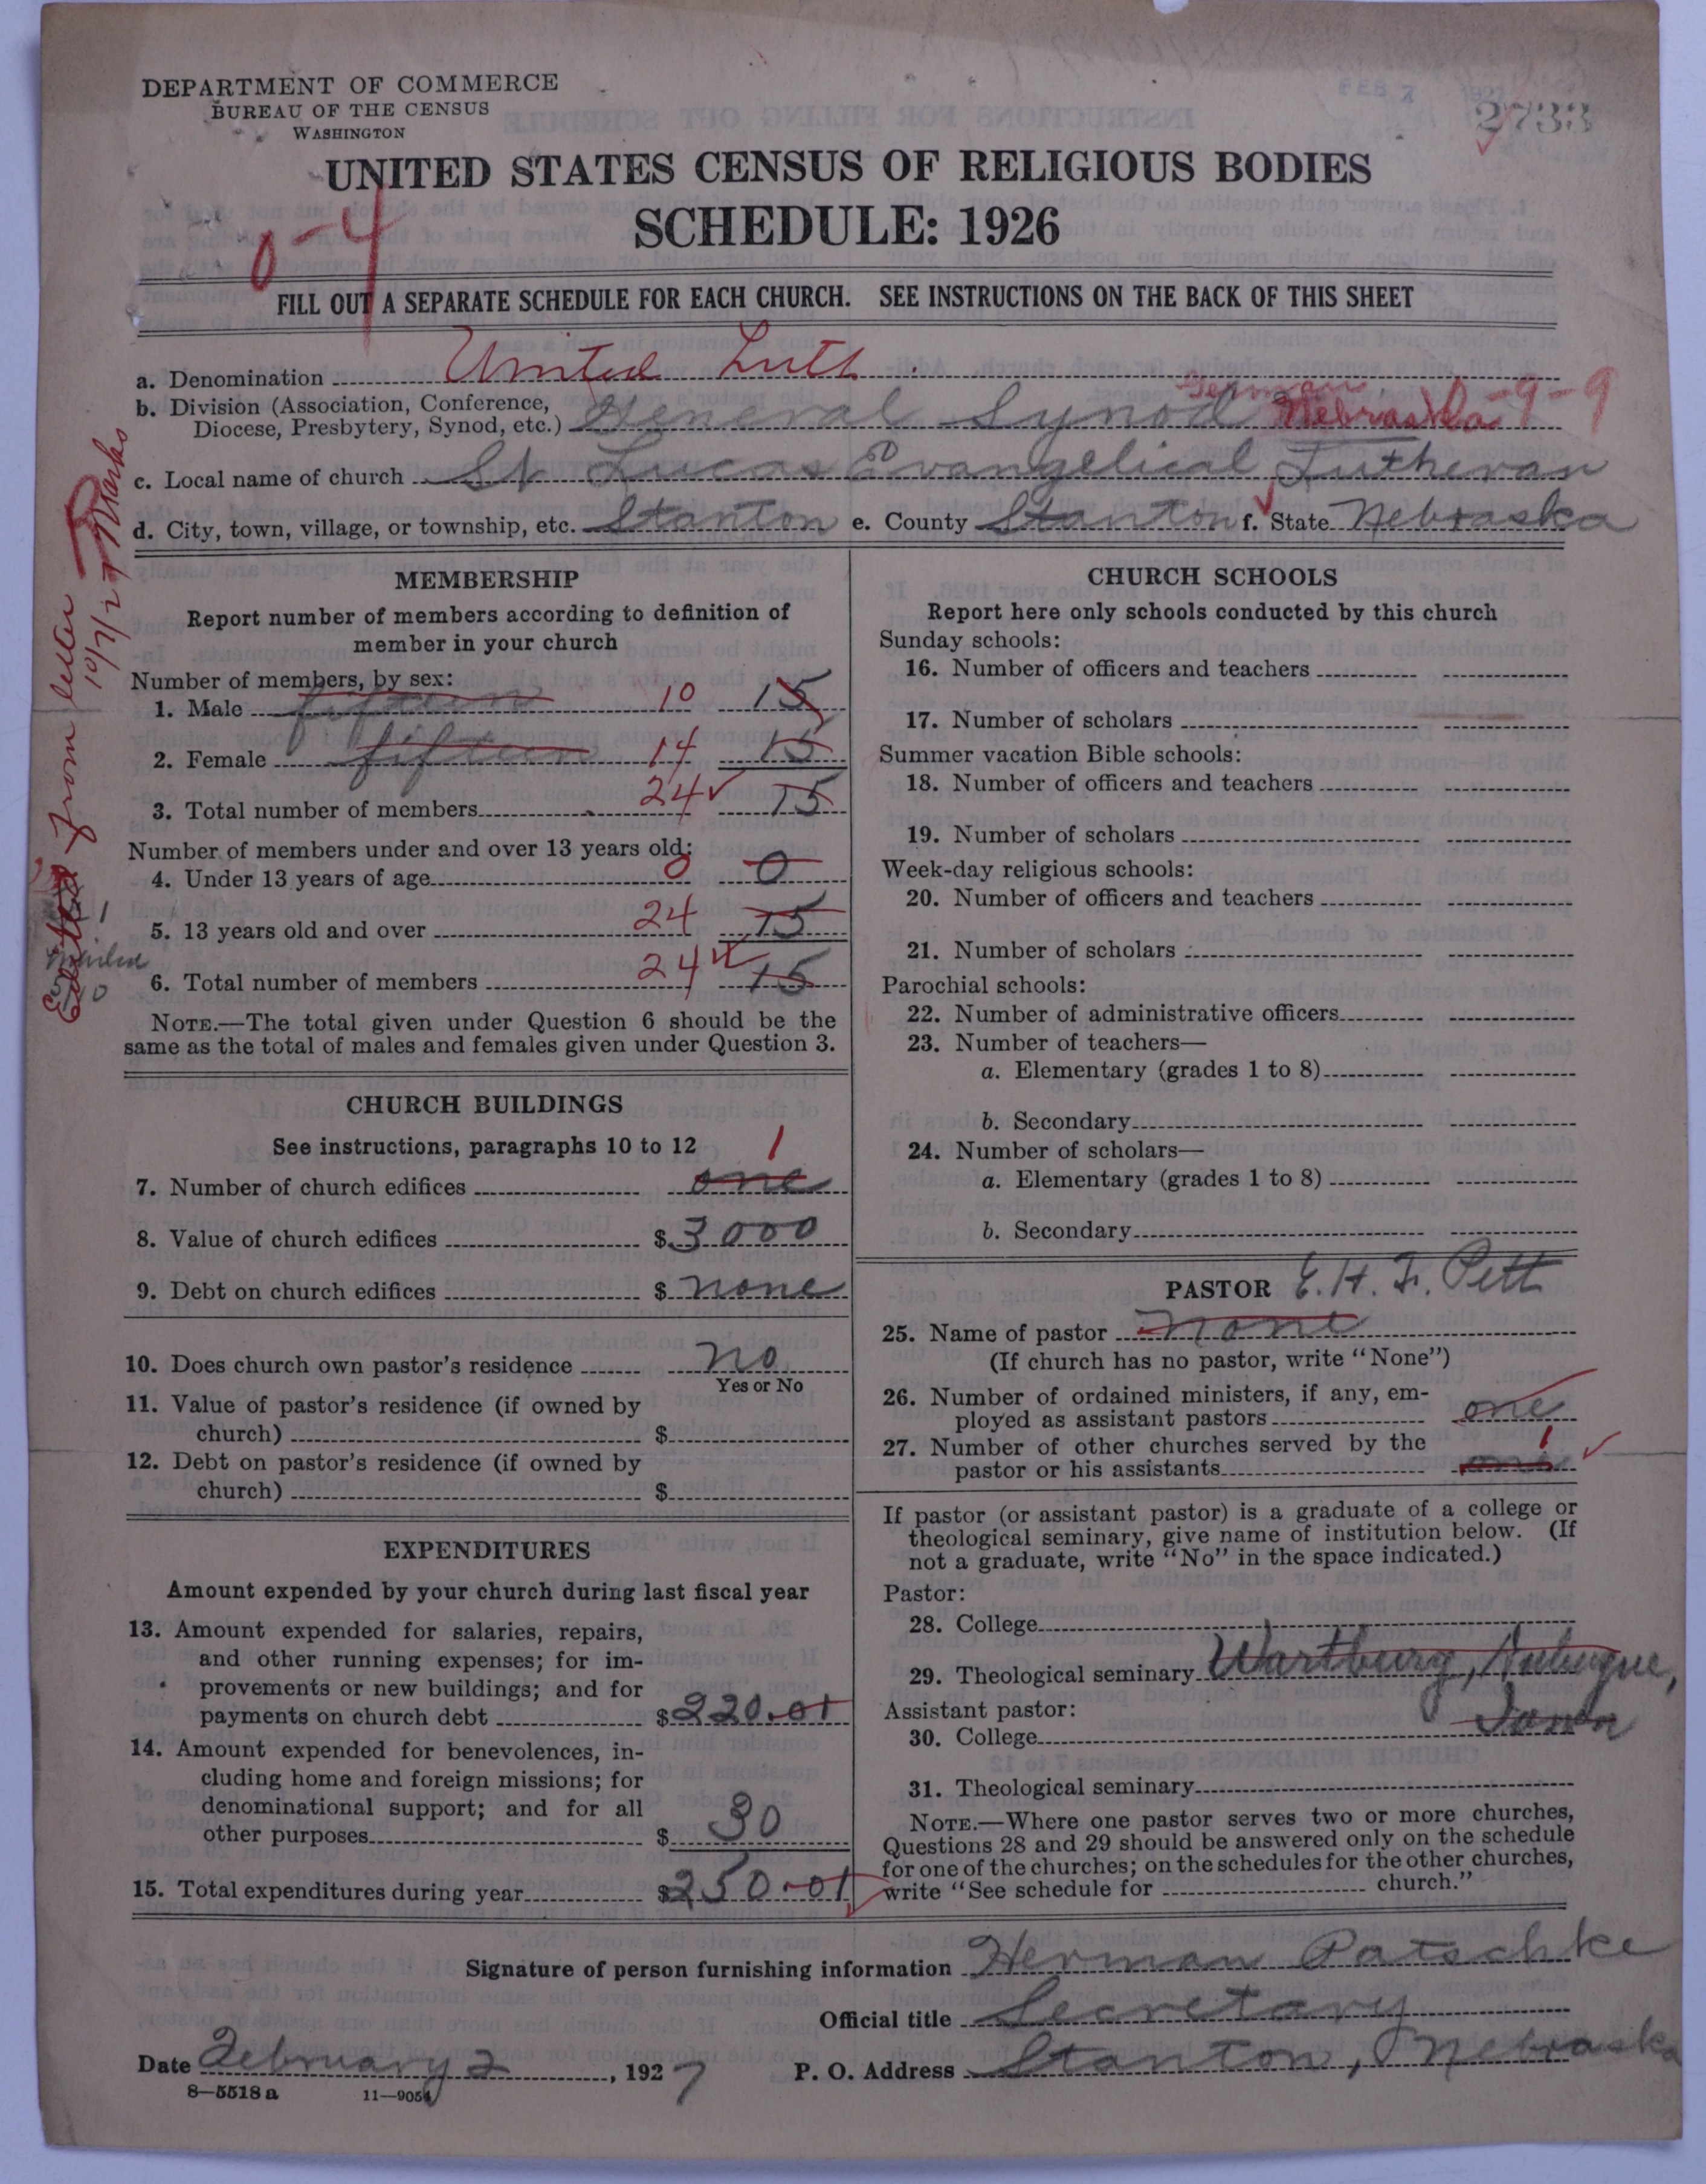 DEPARTMENT OF COMMERCE
BUREAU OF THE CENSUS
WASHINGTON
FEB 2 1927
2733
UNITED STATES CENSUS OF RELIGIOUS BODIES
SCHEDULE: 1926
0-4
FILL OUT A SEPARATE SCHEDULE FOR EACH CHURCH. SEE INSTRUCTIONS ON THE BACK OF THIS SHEET
a. Denomination United Luth.
German
b. Division (Association, Conference, Diocese, Presbytery, Synod, etc.) General Synod Nebraska-9-9
c. Local name of church St Lucas Evangelical Lutheran
d. City, town, village, or township, etc. Stanton e. County Stanton f. State Nebraska
from letter
10/7/27
MEMBERSHIP
Report number of members according to definition of
member in your church
Number of members, by sex:
1. Male fifteen 10 15
2. Female fifteen 14 15
3. Total number of members 24 15
Number of members under and over 13 years old:
4. Under 13 years of age 0 0
5. 13 years old and over 24 15
6. Total number of members 24 15
NOTE.—The total given under Question 6 should be the
same as the total of males and females given under Question 3.
CHURCH BUILDINGS
See instructions, paragraphs 10 to 12
1
7. Number of church edifices one
8. Value of church edifices $ 3000
9. Debt on church edifices $ none
10. Does church own pastor's residence no
Yes or No
11. Value of pastor's residence (if owned by
church) $
12. Debt on pastor's residence (if owned by
church) $
EXPENDITURES
Amount expended by your church during last fiscal year
13. Amount expended for salaries, repairs,
and other running expenses; for im-
provements or new buildings; and for
payments on church debt $ 220.01
14. Amount expended for benevolences, in-
cluding home and foreign missions; for
denominational support; and for all
other purposes $ 30
15. Total expenditures during year $ 250.01
CHURCH SCHOOLS
Report here only schools conducted by this church
Sunday schools:
16. Number of officers and teachers
17. Number of scholars
Summer vacation Bible schools:
18. Number of officers and teachers
19. Number of scholars
Week-day religious schools:
20. Number of officers and teachers
21. Number of scholars
Parochial schools:
22. Number of administrative officers
23. Number of teachers—
a. Elementary (grades 1 to 8)
b. Secondary
24. Number of scholars—
a. Elementary (grades 1 to 8)
b. Secondary
PASTOR E. H. F. Pett
25. Name of pastor none
(If church has no pastor, write "None")
26. Number of ordained ministers, if any, em-
ployed as assistant pastors one
27. Number of other churches served by the 1
pastor or his assistants one
If pastor (or assistant pastor) is a graduate of a college or
theological seminary, give name of institution below. (If
not a graduate, write "No" in the space indicated.)
Pastor:
28. College
29. Theological seminary Wartburg, Dubuque,
Iowa
Assistant pastor:
30. College
31. Theological seminary
NOTE.—Where one pastor serves two or more churches,
Questions 28 and 29 should be answered only on the schedule
for one of the churches; on the schedules for the other churches,
write "See schedule for church."
Signature of person furnishing information Herman Patschke
Official title Secretary
Date February 2, 1927 P. O. Address Stanton, Nebraska
8—5518 a 11—9054